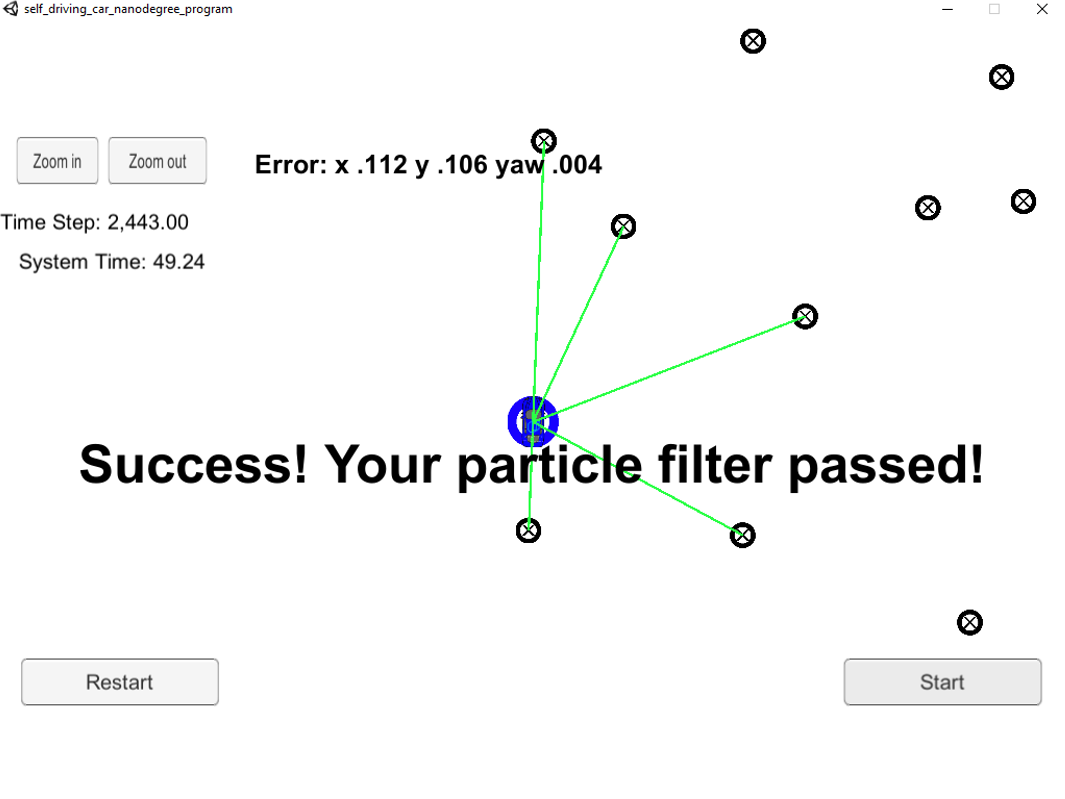 self_driving_car_nanodegree_program
Zoom in
Zoom out
Error: x .112 y .106 yaw .004
Time Step: 2,443.00
System Time: 49.24
Success! Your particle filter passed!
Restart
Start